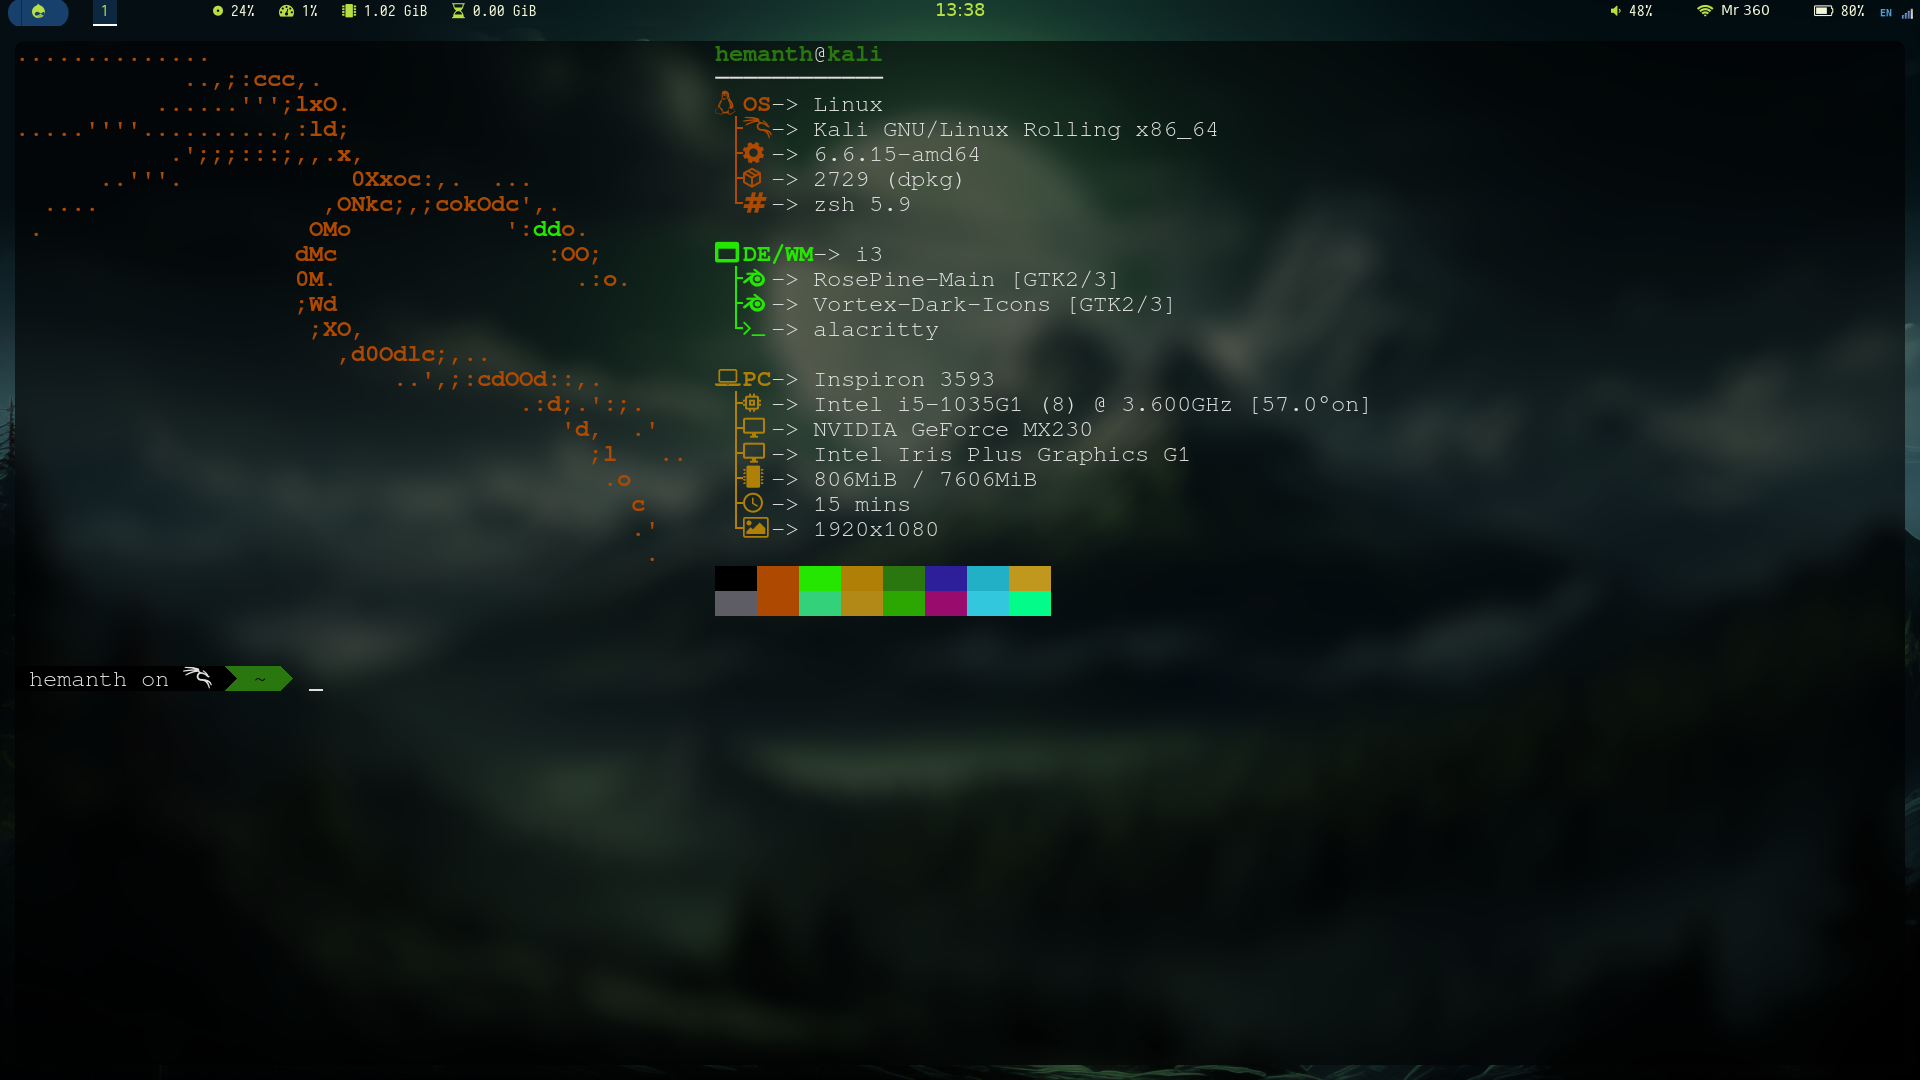 1 24% 1% 1.02 GiB 0.00 GiB 13:38 48% Mr 360 80% EN
..............
..,;:ccc,.
......''';lxO.
.....''''..........,:ld;
.';;;:::;,,.x,
..'''. 0Xxoc:,. ...
.... ,ONkc;,;cokOdc',.
. OMo ':ddo.
dMc :OO;
0M. .:o.
;Wd
;XO,
,d0Odlc;,..
..',;:cdOOd::,.
.:d;.':;.
'd, .'
;l ..
.o
c
.'
.
hemanth@kali
OS-> Linux
-> Kali GNU/Linux Rolling x86_64
-> 6.6.15-amd64
-> 2729 (dpkg)
# -> zsh 5.9
DE/WM-> i3
-> RosePine-Main [GTK2/3]
-> Vortex-Dark-Icons [GTK2/3]
>_ -> alacritty
PC-> Inspiron 3593
-> Intel i5-1035G1 (8) @ 3.600GHz [57.0°on]
-> NVIDIA GeForce MX230
-> Intel Iris Plus Graphics G1
-> 806MiB / 7606MiB
-> 15 mins
-> 1920x1080
hemanth on ~ _